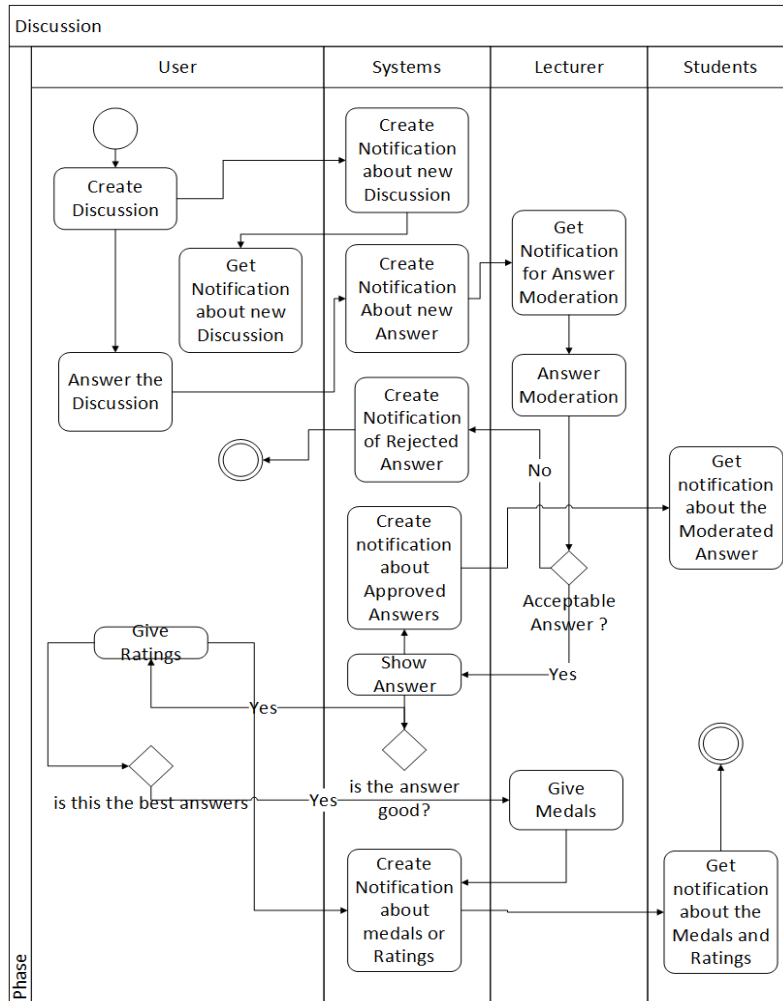 Discussion
User
Systems
Lecturer
Students
Create
Discussion
Create
Notification
about new
Discussion
Get
Notification
about new
Discussion
Create
Notification
About new
Answer
Get
Notification
for Answer
Moderation
Answer the
Discussion
Answer
Moderation
Create
Notification
of Rejected
Answer
No
Get
notification
about the
Moderated
Answer
Create
notification
about
Approved
Answers
Acceptable
Answer ?
Give
Ratings
Show
Answer
Yes
Yes
is this the best answers
Yes
is the answer
good?
Give
Medals
Create
Notification
about
medals or
Ratings
Get
notification
about the
Medals and
Ratings
Phase